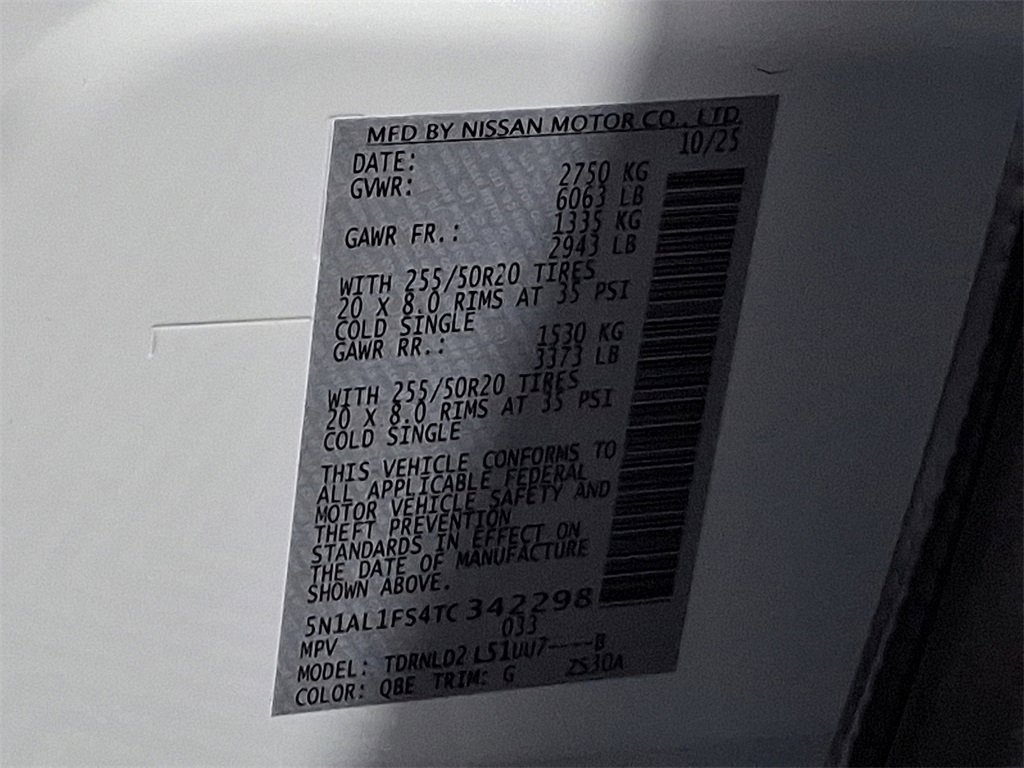 MFD BY NISSAN MOTOR CO., LTD.
DATE: 10/25
GVWR: 2750 KG
6063 LB
GAWR FR.: 1335 KG
2943 LB
WITH 255/50R20 TIRES
20 X 8.0 RIMS AT 35 PSI
COLD SINGLE
GAWR RR.: 1530 KG
3373 LB
WITH 255/50R20 TIRES
20 X 8.0 RIMS AT 35 PSI
COLD SINGLE
THIS VEHICLE CONFORMS TO
ALL APPLICABLE FEDERAL
MOTOR VEHICLE SAFETY AND
THEFT PREVENTION
STANDARDS IN EFFECT ON
THE DATE OF MANUFACTURE
SHOWN ABOVE.
5N1AL1FS4TC342298
MPV 033
MODEL: TDRNLD2 L51UU7----B
COLOR: QBE TRIM: G ZS30A